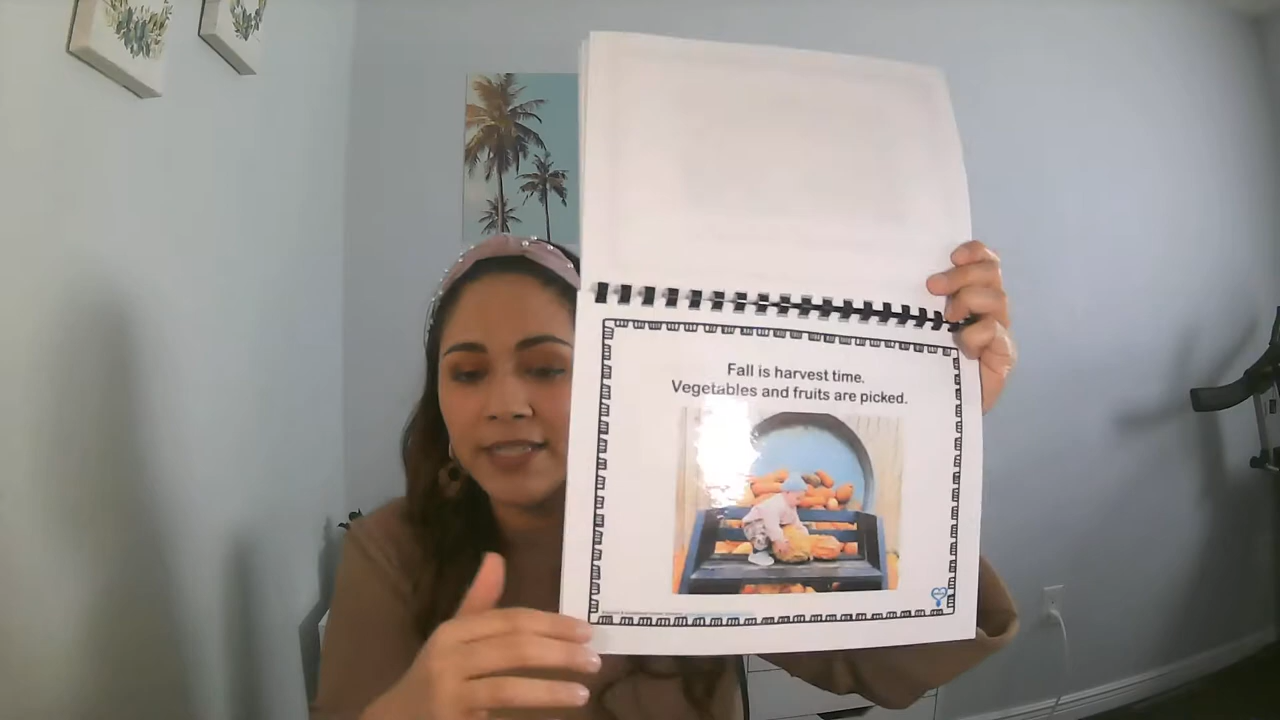 Fall is harvest time.
Vegetables and fruits are picked.